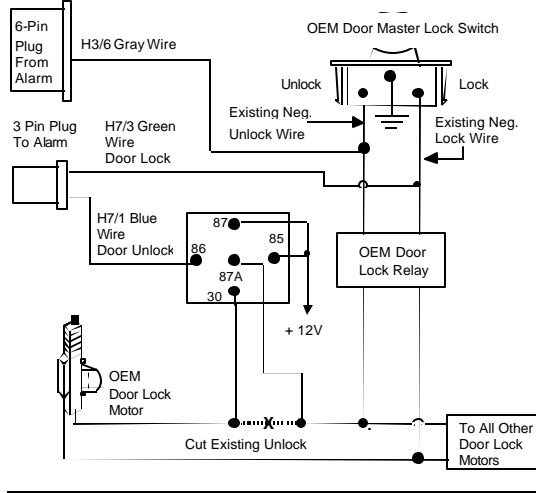 6-Pin
Plug
From
Alarm
H3/6 Gray Wire
OEM Door Master Lock Switch
Unlock
Lock
Existing Neg.
Unlock Wire
Existing Neg.
Lock Wire
3 Pin Plug
To Alarm
H7/3 Green
Wire
Door Lock
H7/1 Blue
Wire
Door Unlock
87
86
85
87A
30
+ 12V
OEM Door
Lock Relay
OEM
Door Lock
Motor
X
Cut Existing Unlock
To All Other
Door Lock
Motors